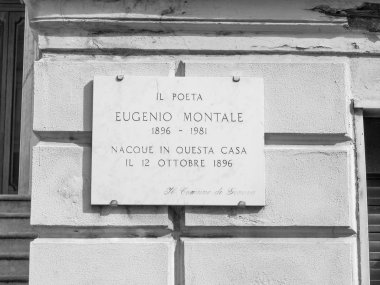 IL POETA
EUGENIO MONTALE
1896 - 1981
NACQUE IN QUESTA CASA
IL 12 OTTOBRE 1896
Il Comune di Genova